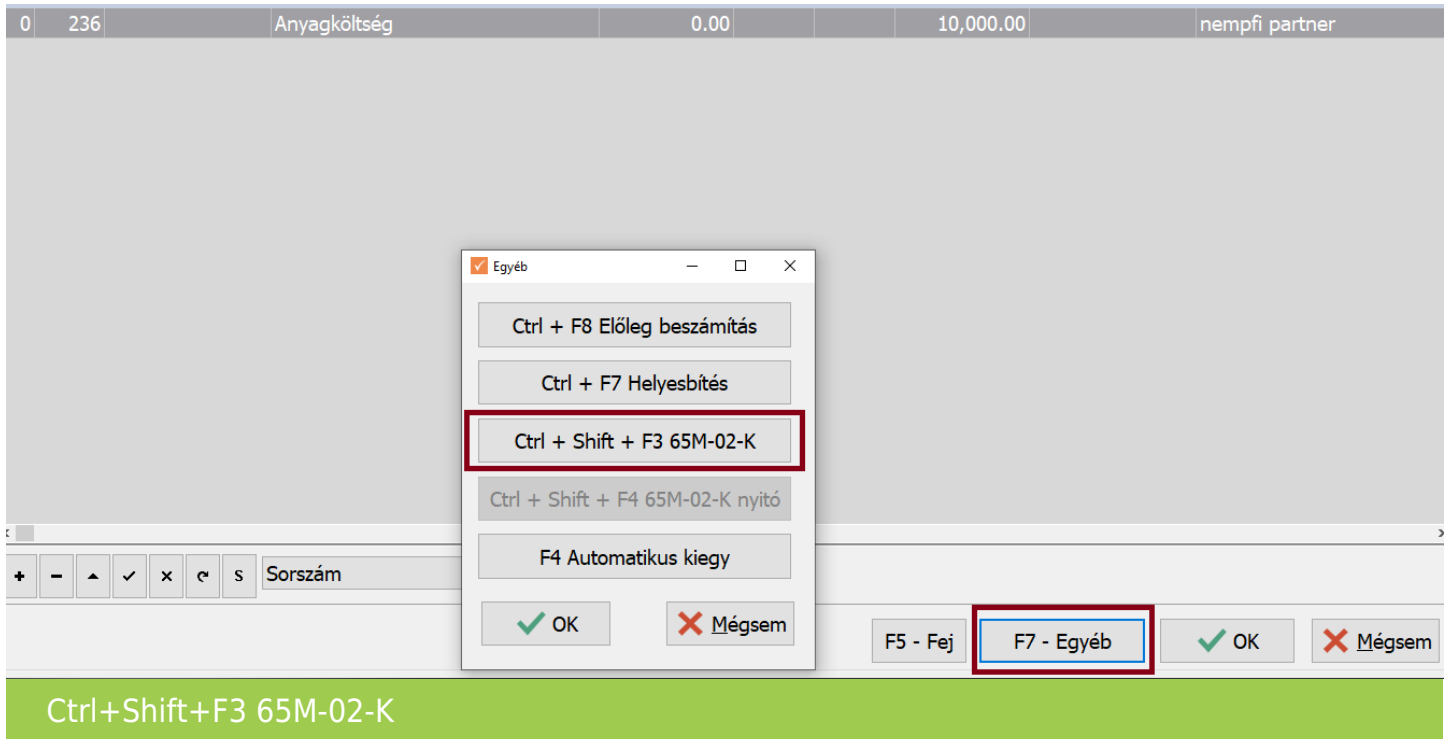 0 236 Anyagköltség 0.00 10,000.00 nempfi partner
Egyéb
Ctrl + F8 Előleg beszámítás
Ctrl + F7 Helyesbítés
Ctrl + Shift + F3 65M-02-K
Ctrl + Shift + F4 65M-02-K nyitó
F4 Automatikus kiegy
OK Mégsem
S Sorszám
F5 - Fej F7 - Egyéb OK Mégsem
Ctrl+Shift+F3 65M-02-K